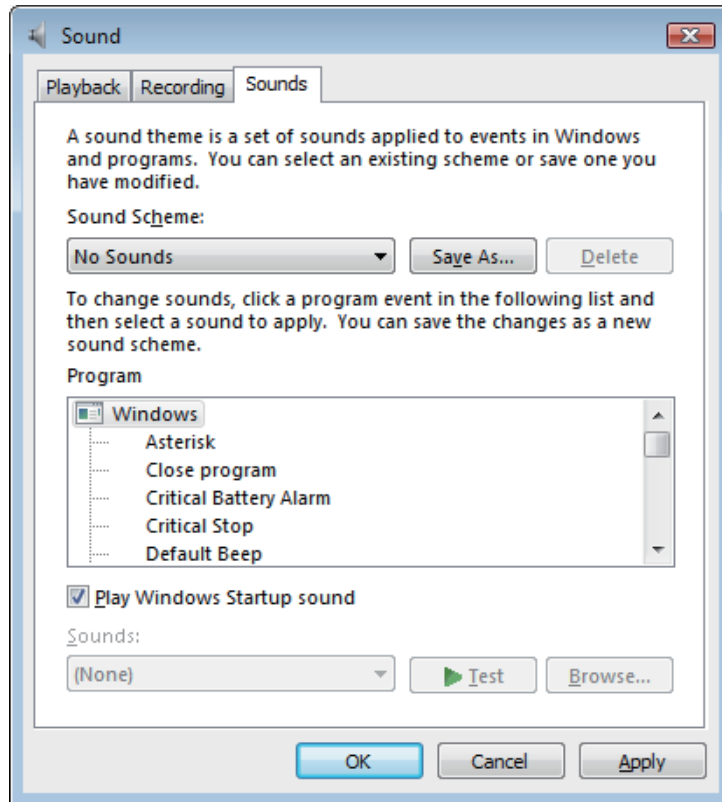 Sound
Playback Recording Sounds
A sound theme is a set of sounds applied to events in Windows
and programs. You can select an existing scheme or save one you
have modified.
Sound Scheme:
No Sounds Save As... Delete
To change sounds, click a program event in the following list and
then select a sound to apply. You can save the changes as a new
sound scheme.
Program
Windows
Asterisk
Close program
Critical Battery Alarm
Critical Stop
Default Beep
Play Windows Startup sound
Sounds:
(None) Test Browse...
OK Cancel Apply